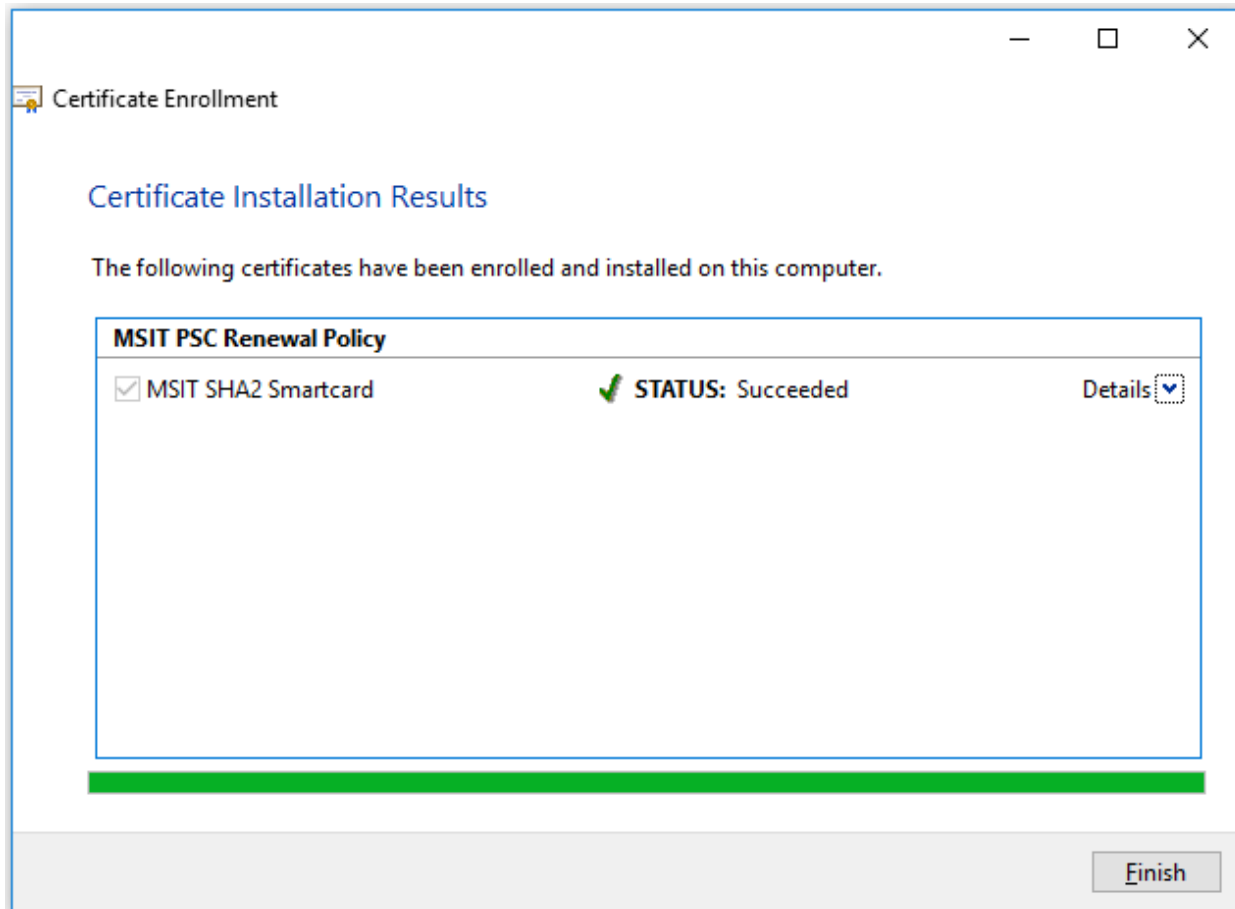 Certificate Enrollment
Certificate Installation Results
The following certificates have been enrolled and installed on this computer.
MSIT PSC Renewal Policy
MSIT SHA2 Smartcard STATUS: Succeeded Details
Finish